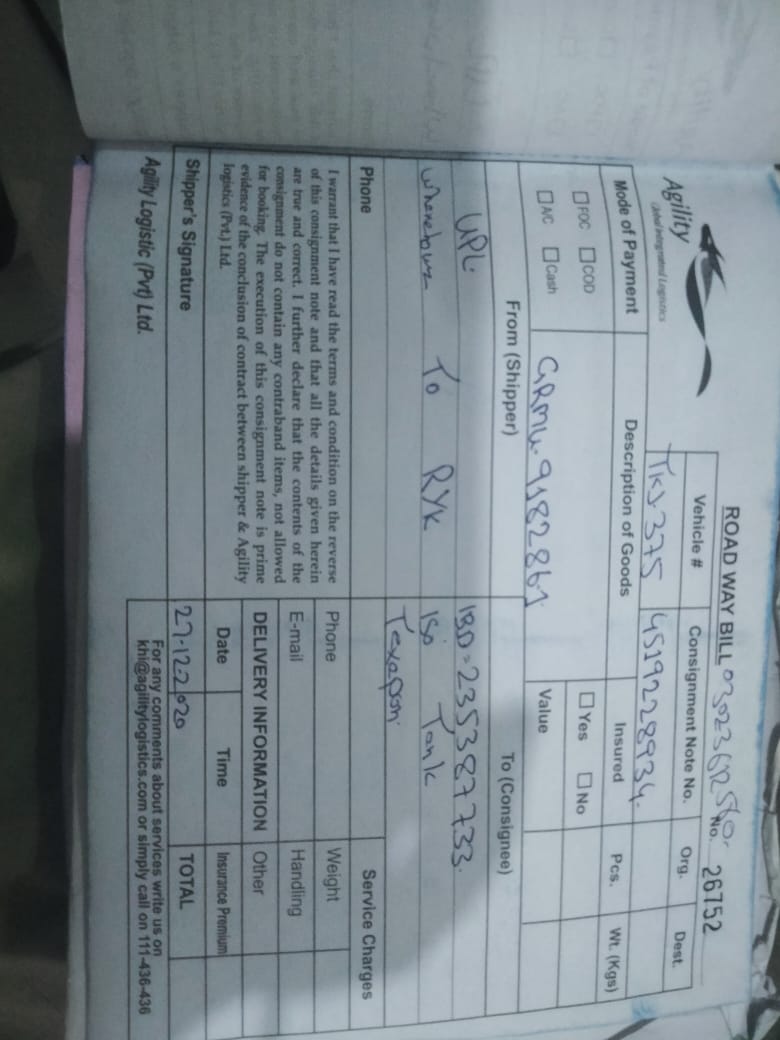 ROAD WAY BILL 03023612580 No. 26752
Agility
Global Integrated Logistics
Vehicle # Consignment Note No. Org. Dest.
TKJ-375 4519228934
Mode of Payment Description of Goods Insured Pcs. Wt. (Kgs)
FOC COD Yes No
A/C Cash GRMU-9182861 Value
From (Shipper) To (Consignee)
UPL IBD=235387733
To RYK Iso Tank
Texapon
Phone Service Charges
I warrant that I have read the terms and condition on the reverse
of this consignment note and that all the details given herein
are true and correct. I further declare that the contents of the
consignment do not contain any contraband items, not allowed
for booking. The execution of this consignment note is prime
evidence of the conclusion of contract between shipper & Agility
logistics (Pvt.) Ltd.
Phone Weight
E-mail Handling
DELIVERY INFORMATION Other
Date Time Insurance Premium
Shipper's Signature 27-12-2020 TOTAL
Agility Logistic (Pvt) Ltd.
For any comments about services write us on
khi@agilitylogistics.com or simply call on 111-436-436